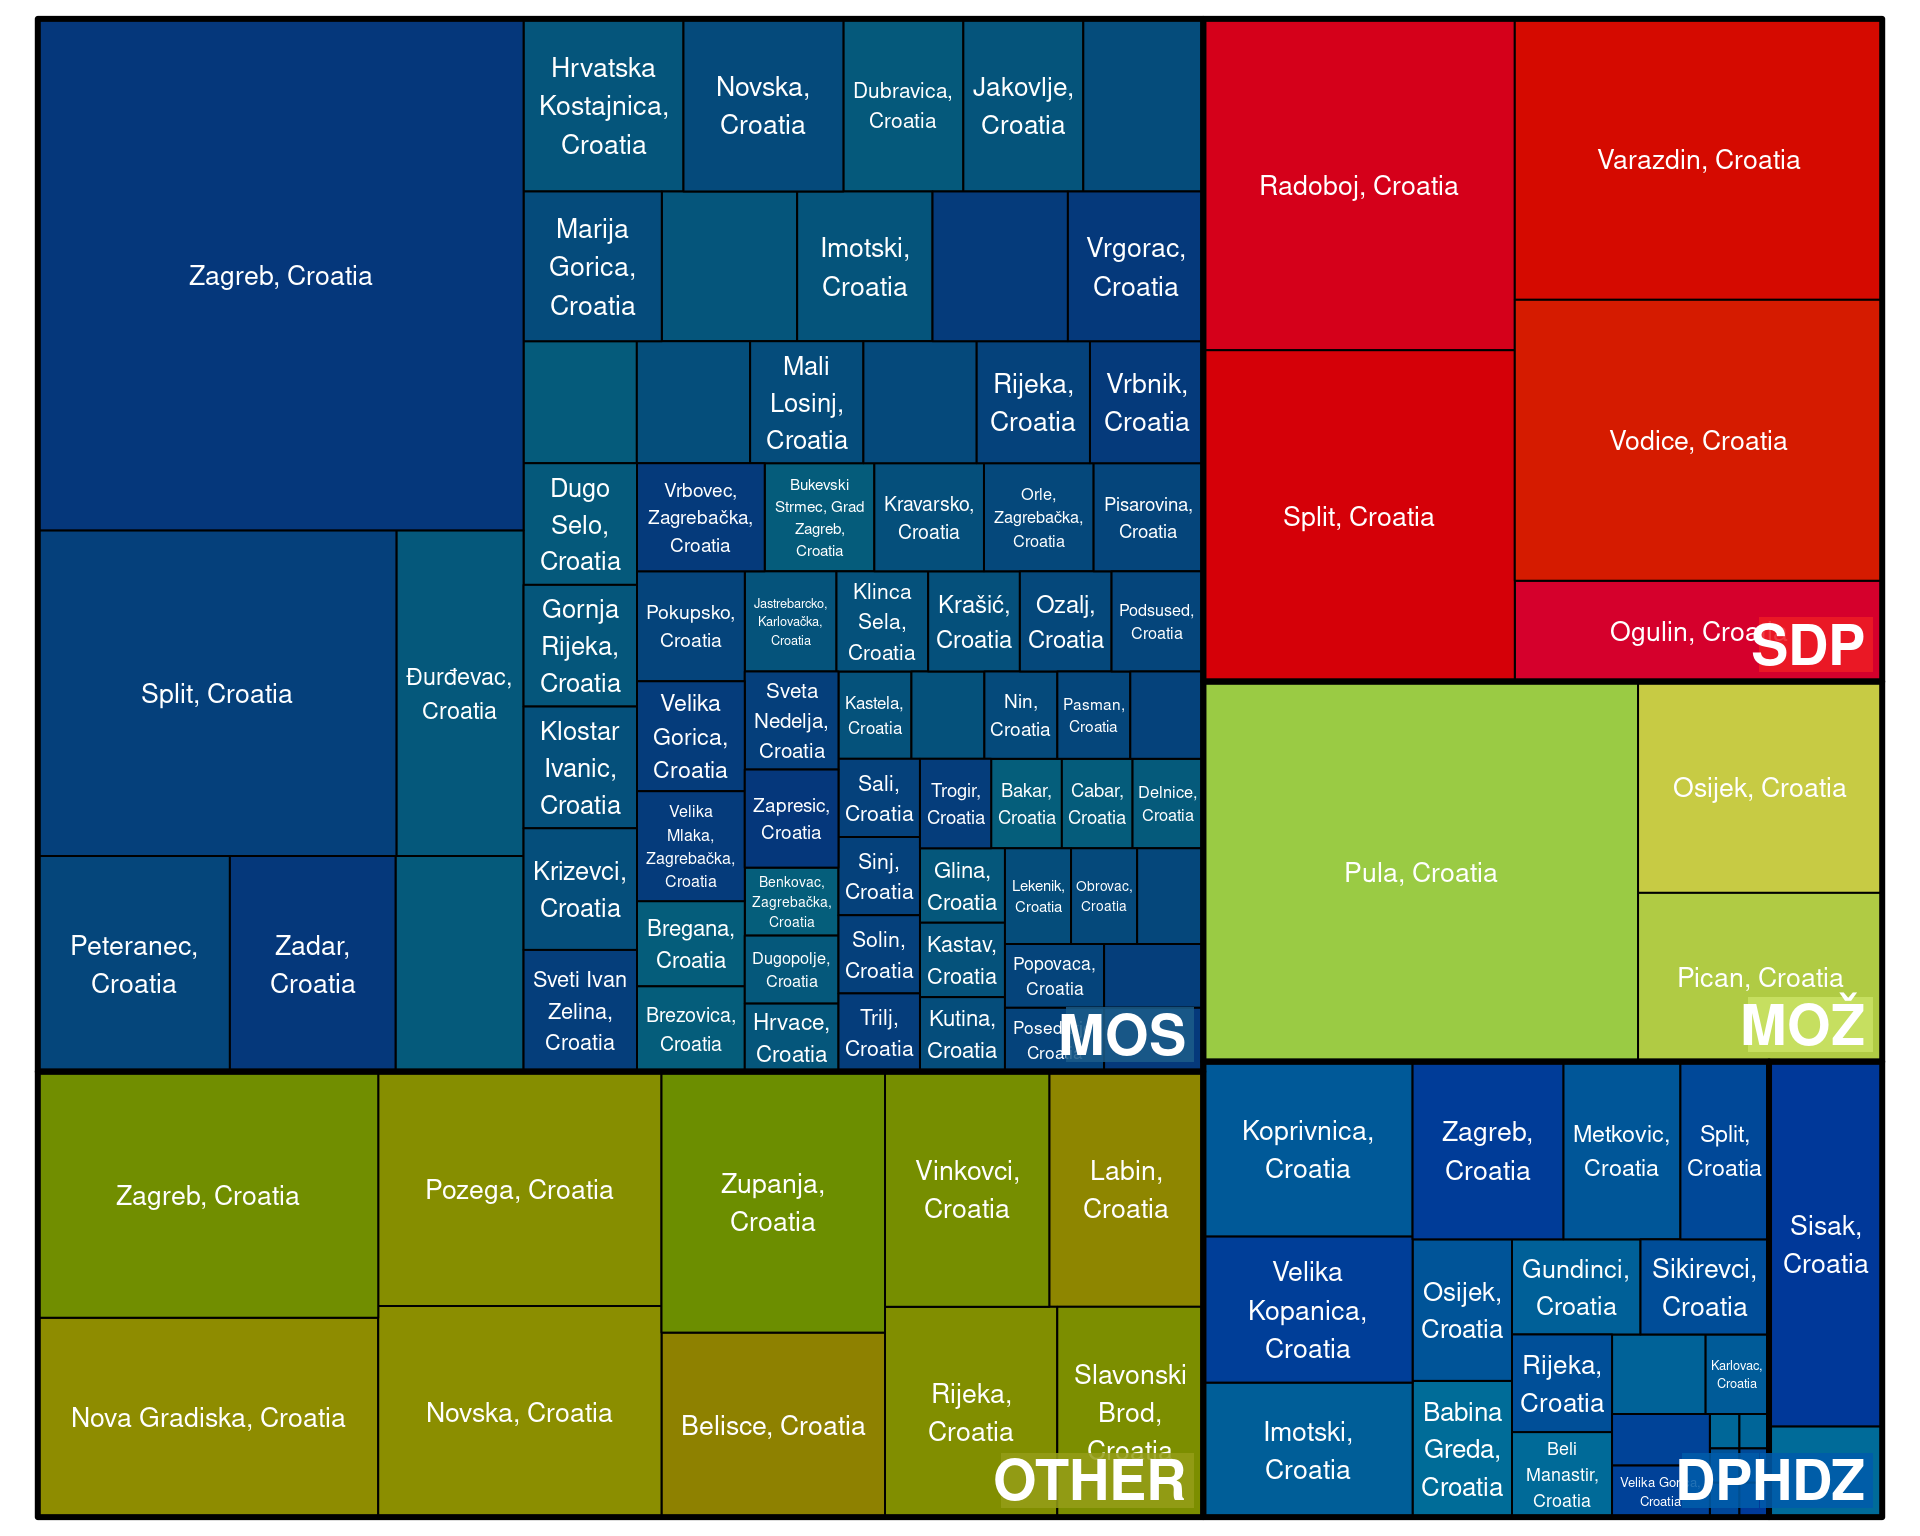 Zagreb, Croatia
Hrvatska
Kostajnica,
Croatia
Novska,
Croatia
Dubravica,
Croatia
Jakovlje,
Croatia
Marija
Gorica,
Croatia
Imotski,
Croatia
Vrgorac,
Croatia
Mali
Losinj,
Croatia
Rijeka,
Croatia
Vrbnik,
Croatia
Split, Croatia
Đurđevac,
Croatia
Peteranec,
Croatia
Zadar,
Croatia
Dugo
Selo,
Croatia
Gornja
Rijeka,
Croatia
Klostar
Ivanic,
Croatia
Krizevci,
Croatia
Sveti Ivan
Zelina,
Croatia
Vrbovec,
Zagrebačka,
Croatia
Bukevski
Strmec, Grad
Zagreb,
Croatia
Kravarsko,
Croatia
Orle,
Zagrebačka,
Croatia
Pisarovina,
Croatia
Pokupsko,
Croatia
Jastrebarcko,
Karlovačka,
Croatia
Klinca
Sela,
Croatia
Krašić,
Croatia
Ozalj,
Croatia
Podsused,
Croatia
Velika
Gorica,
Croatia
Velika
Mlaka,
Zagrebačka,
Croatia
Bregana,
Croatia
Brezovica,
Croatia
Sveta
Nedelja,
Croatia
Zapresic,
Croatia
Benkovac,
Zagrebačka,
Croatia
Dugopolje,
Croatia
Hrvace,
Croatia
Kastela,
Croatia
Nin,
Croatia
Pasman,
Croatia
Sali,
Croatia
Sinj,
Croatia
Solin,
Croatia
Trilj,
Croatia
Trogir,
Croatia
Bakar,
Croatia
Cabar,
Croatia
Delnice,
Croatia
Glina,
Croatia
Kastav,
Croatia
Kutina,
Croatia
Lekenik,
Croatia
Obrovac,
Croatia
Popovaca,
Croatia
MOS
Radoboj, Croatia
Split, Croatia
Varazdin, Croatia
Vodice, Croatia
Ogulin, Croatia
SDP
Pula, Croatia
Osijek, Croatia
Pican, Croatia
MOŽ
Zagreb, Croatia
Nova Gradiska, Croatia
Pozega, Croatia
Novska, Croatia
Zupanja,
Croatia
Belisce, Croatia
Vinkovci,
Croatia
Labin,
Croatia
Rijeka,
Croatia
Slavonski
Brod,
Croatia
OTHER
Koprivnica,
Croatia
Velika
Kopanica,
Croatia
Imotski,
Croatia
Zagreb,
Croatia
Metkovic,
Croatia
Split,
Croatia
Osijek,
Croatia
Babina
Greda,
Croatia
Gundinci,
Croatia
Sikirevci,
Croatia
Rijeka,
Croatia
Beli
Manastir,
Croatia
Karlovac,
Croatia
Velika Gorica,
Croatia
Sisak,
Croatia
DPHDZ